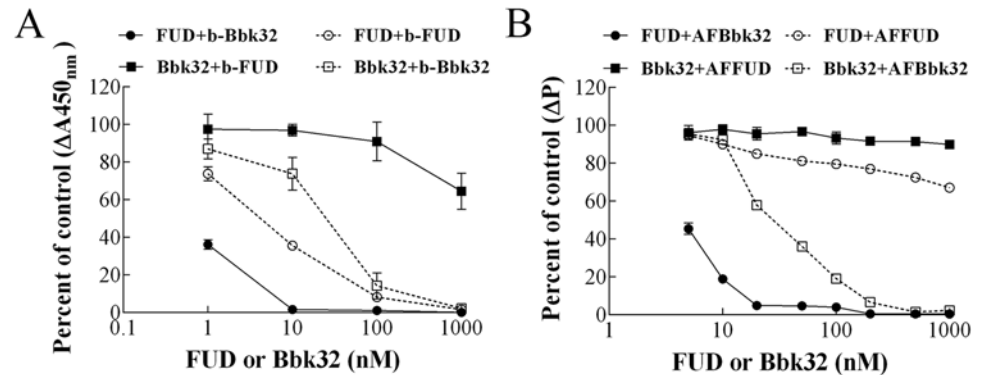 A
FUD+b-Bbk32
FUD+b-FUD
Bbk32+b-FUD
Bbk32+b-Bbk32
Percent of control (ΔA450nm)
120
100
80
60
40
20
0
0.1
1
10
100
1000
FUD or Bbk32 (nM)
B
FUD+AFBbk32
FUD+AFFUD
Bbk32+AFFUD
Bbk32+AFBbk32
Percent of control (ΔP)
120
100
80
60
40
20
0
1
10
100
1000
FUD or Bbk32 (nM)